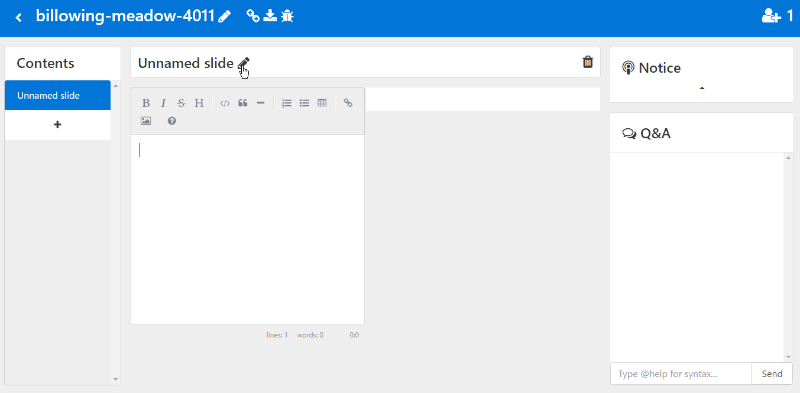 billowing-meadow-4011
1
Contents
Unnamed slide
Unnamed slide
B I S H
lines: 1 words: 0 0:0
Notice
Q&A
Type @help for syntax...
Send